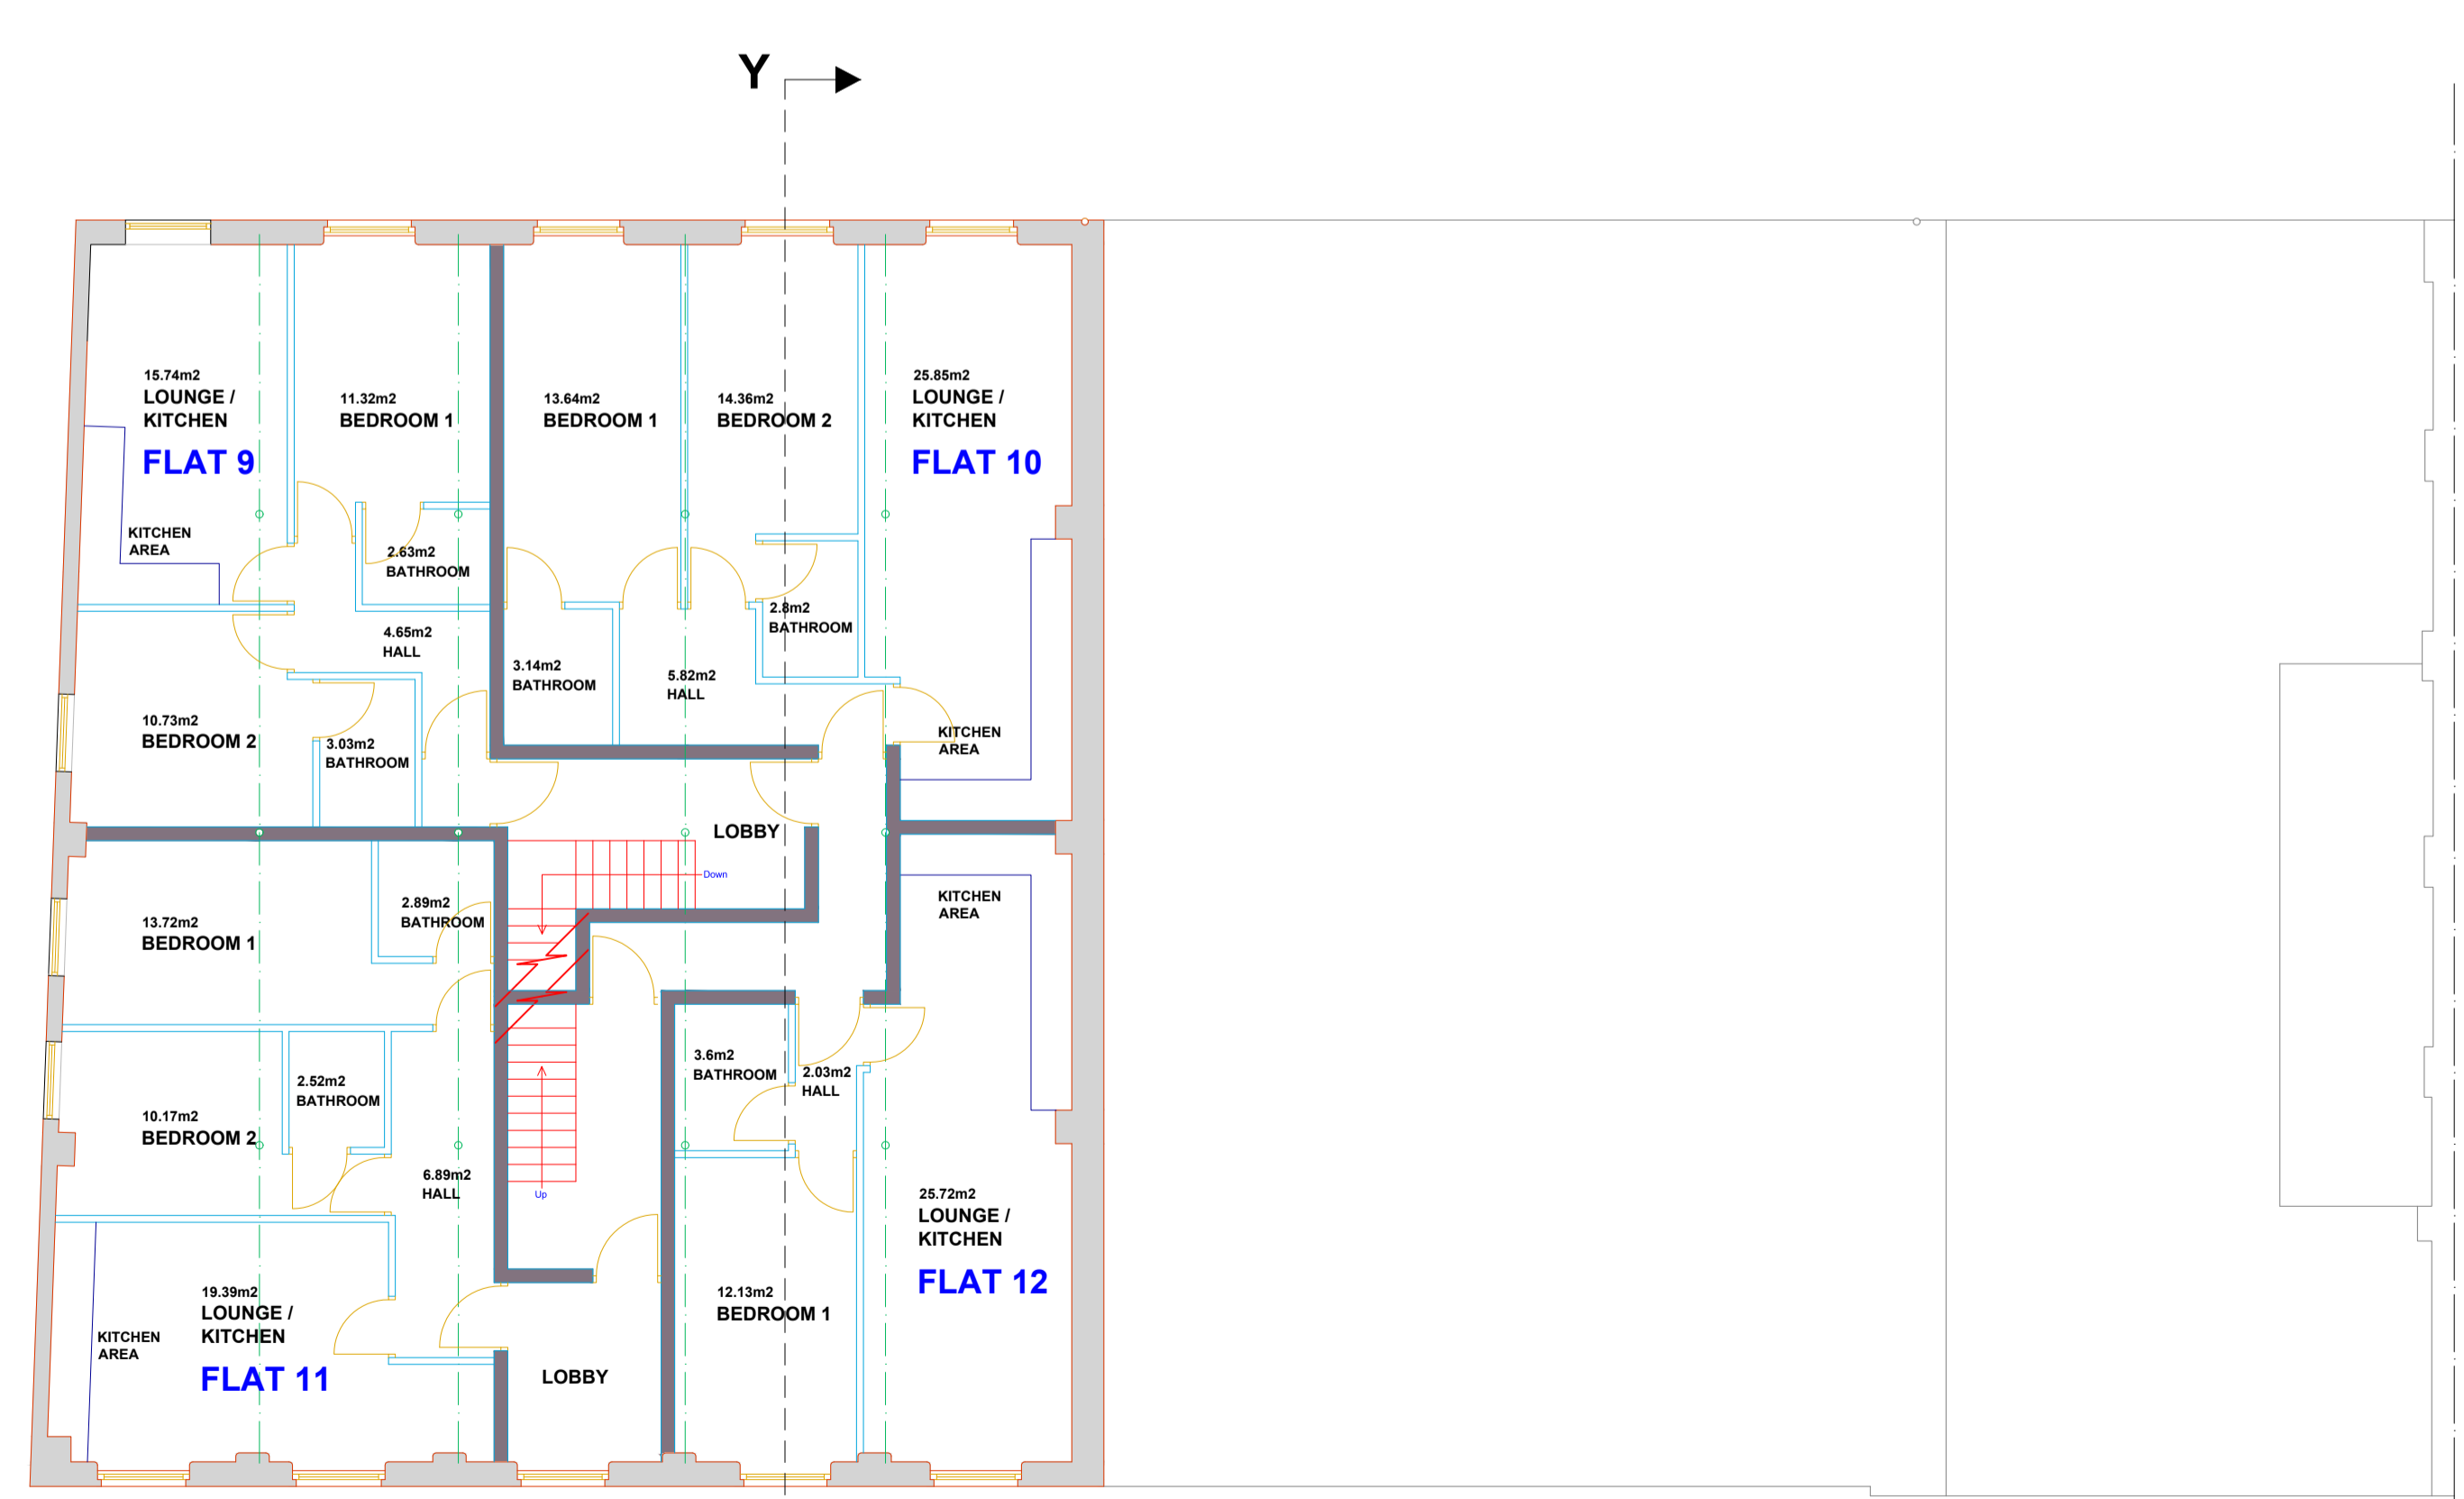 Y
15.74m2
LOUNGE /
KITCHEN
FLAT 9
KITCHEN
AREA
11.32m2
BEDROOM 1
2.63m2
BATHROOM
4.65m2
HALL
10.73m2
BEDROOM 2
3.03m2
BATHROOM
13.64m2
BEDROOM 1
14.36m2
BEDROOM 2
25.85m2
LOUNGE /
KITCHEN
FLAT 10
2.8m2
BATHROOM
3.14m2
BATHROOM
5.82m2
HALL
KITCHEN
AREA
LOBBY
Down
13.72m2
BEDROOM 1
2.89m2
BATHROOM
10.17m2
BEDROOM 2
2.52m2
BATHROOM
6.89m2
HALL
Up
19.39m2
LOUNGE /
KITCHEN
FLAT 11
KITCHEN
AREA
LOBBY
KITCHEN
AREA
3.6m2
BATHROOM
2.03m2
HALL
12.13m2
BEDROOM 1
25.72m2
LOUNGE /
KITCHEN
FLAT 12